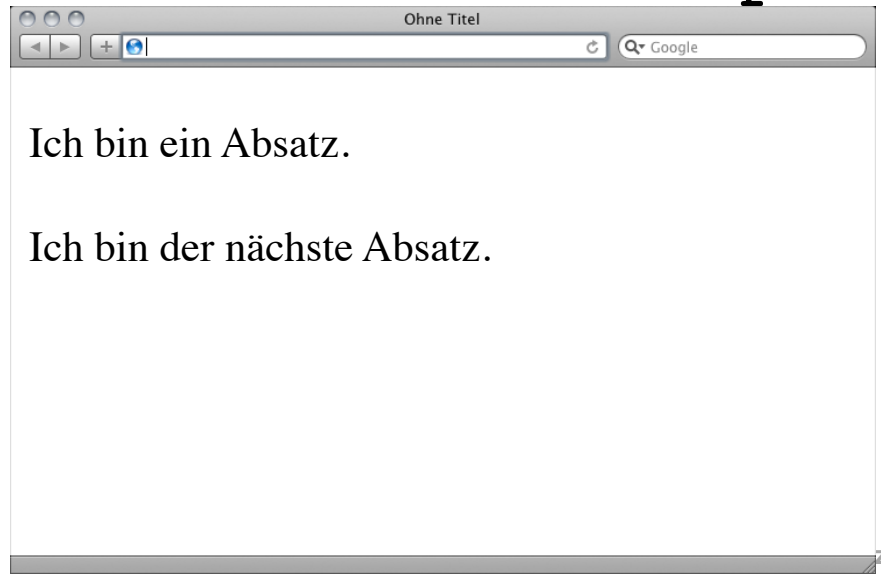 Ohne Titel
Google
Ich bin ein Absatz.
Ich bin der nächste Absatz.